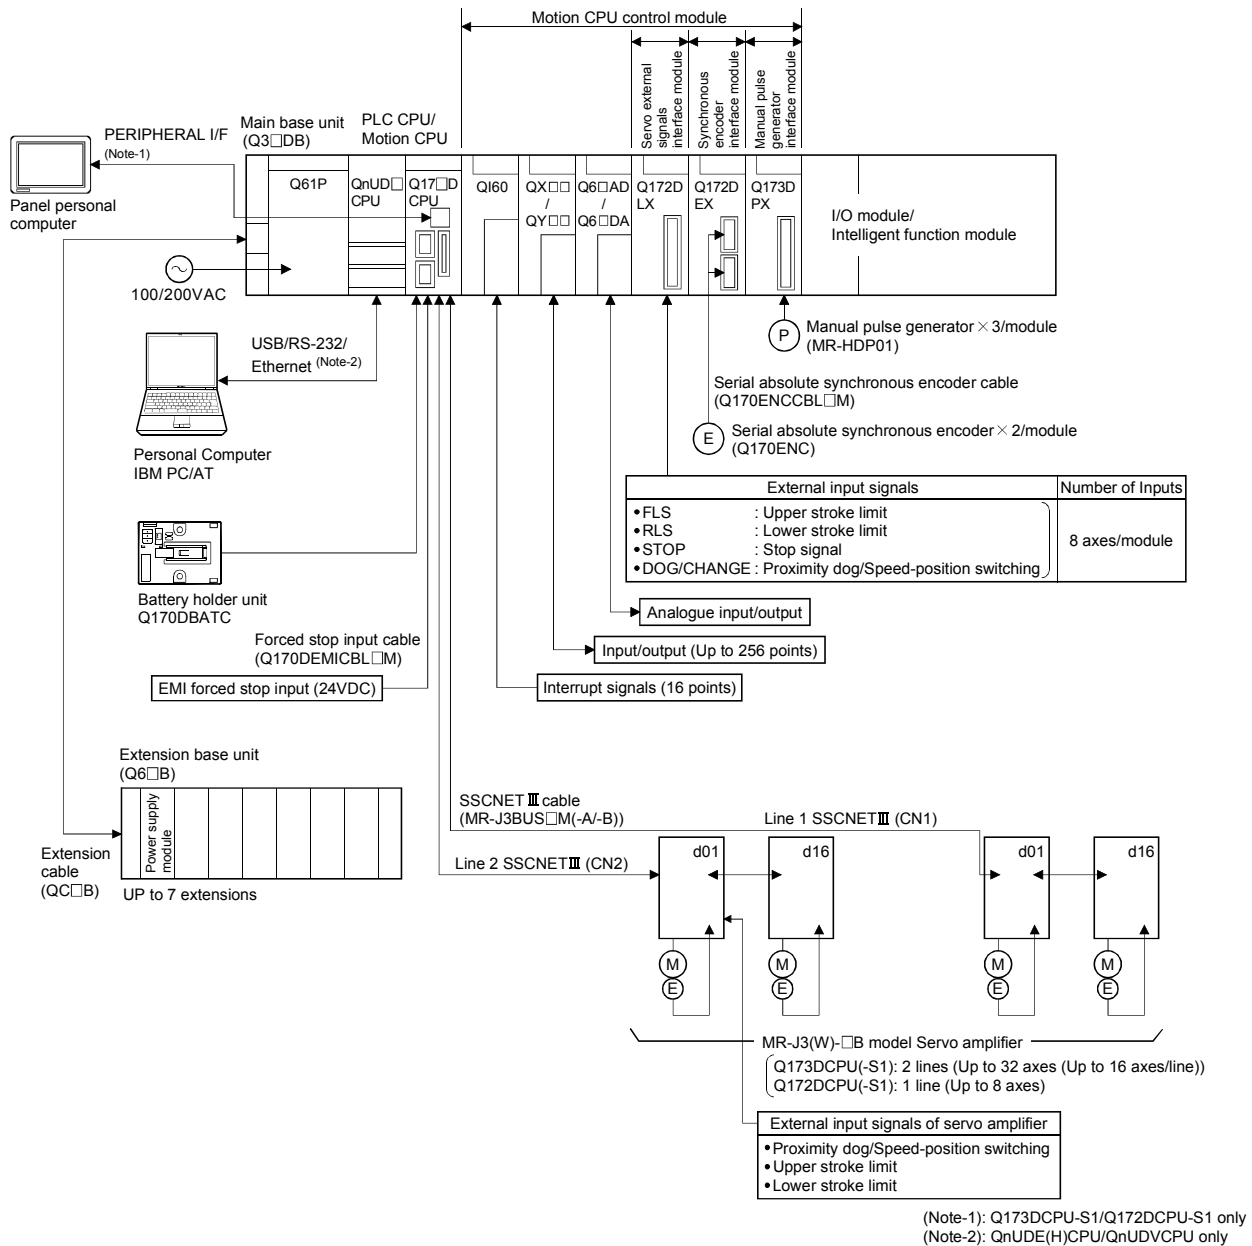 Motion CPU control module
Servo external
signals
interface module
Synchronous
encoder
interface module
Manual pulse
generator
interface module
PERIPHERAL I/F
(Note-1)
Main base unit
(Q3□DB)
PLC CPU/
Motion CPU
Panel personal
computer
Q61P
QnUD□
CPU
Q17□D
CPU
QI60
QX□□
/
QY□□
Q6□AD
/
Q6□DA
Q172D
LX
Q172D
EX
Q173D
PX
I/O module/
Intelligent function module
100/200VAC
P
Manual pulse generator×3/module
(MR-HDP01)
USB/RS-232/
Ethernet (Note-2)
Serial absolute synchronous encoder cable
(Q170ENCCBL□M)
E
Serial absolute synchronous encoder×2/module
(Q170ENC)
Personal Computer
IBM PC/AT
External input signals Number of Inputs
•FLS : Upper stroke limit
•RLS : Lower stroke limit
•STOP : Stop signal
•DOG/CHANGE : Proximity dog/Speed-position switching
8 axes/module
Battery holder unit
Q170DBATC
Analogue input/output
Forced stop input cable
(Q170DEMICBL□M)
Input/output (Up to 256 points)
EMI forced stop input (24VDC)
Interrupt signals (16 points)
Extension base unit
(Q6□B)
Power supply
module
Extension
cable
(QC□B)
UP to 7 extensions
SSCNETⅢ cable
(MR-J3BUS□M(-A/-B))
Line 1 SSCNETⅢ (CN1)
Line 2 SSCNETⅢ (CN2)
d01
d16
d01
d16
M
E
M
E
M
E
M
E
MR-J3(W)-□B model Servo amplifier
Q173DCPU(-S1): 2 lines (Up to 32 axes (Up to 16 axes/line))
Q172DCPU(-S1): 1 line (Up to 8 axes)
External input signals of servo amplifier
•Proximity dog/Speed-position switching
•Upper stroke limit
•Lower stroke limit
(Note-1): Q173DCPU-S1/Q172DCPU-S1 only
(Note-2): QnUDE(H)CPU/QnUDVCPU only